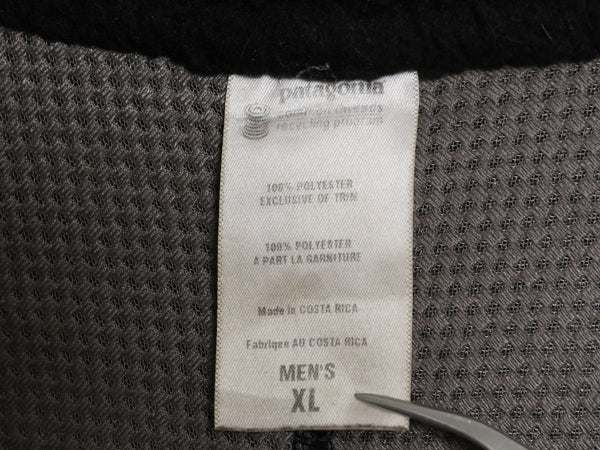 patagonia
common threads
recycling program
100% POLYESTER
EXCLUSIVE OF TRIM
100% POLYESTER
A PART LA GARNITURE
Made in COSTA RICA
Fabrique AU COSTA RICA
MEN'S
XL